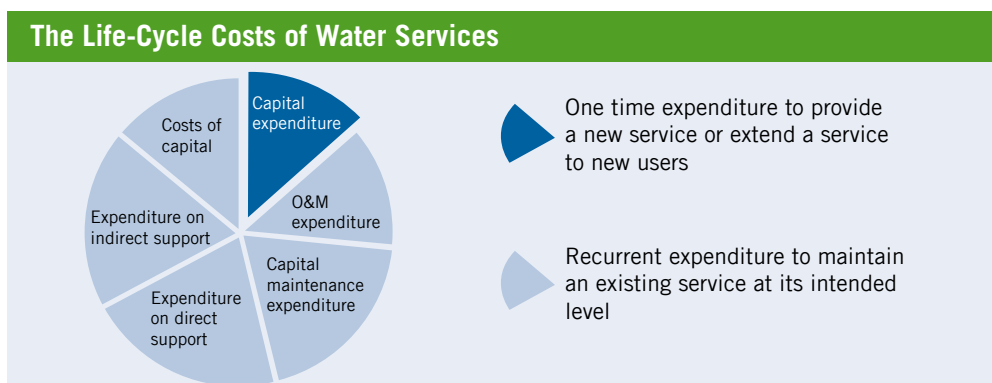 The Life-Cycle Costs of Water Services
Capital
expenditure
O&M
expenditure
Capital
maintenance
expenditure
Expenditure
on direct
support
Expenditure on
indirect support
Costs of
capital
One time expenditure to provide
a new service or extend a service
to new users
Recurrent expenditure to maintain
an existing service at its intended
level